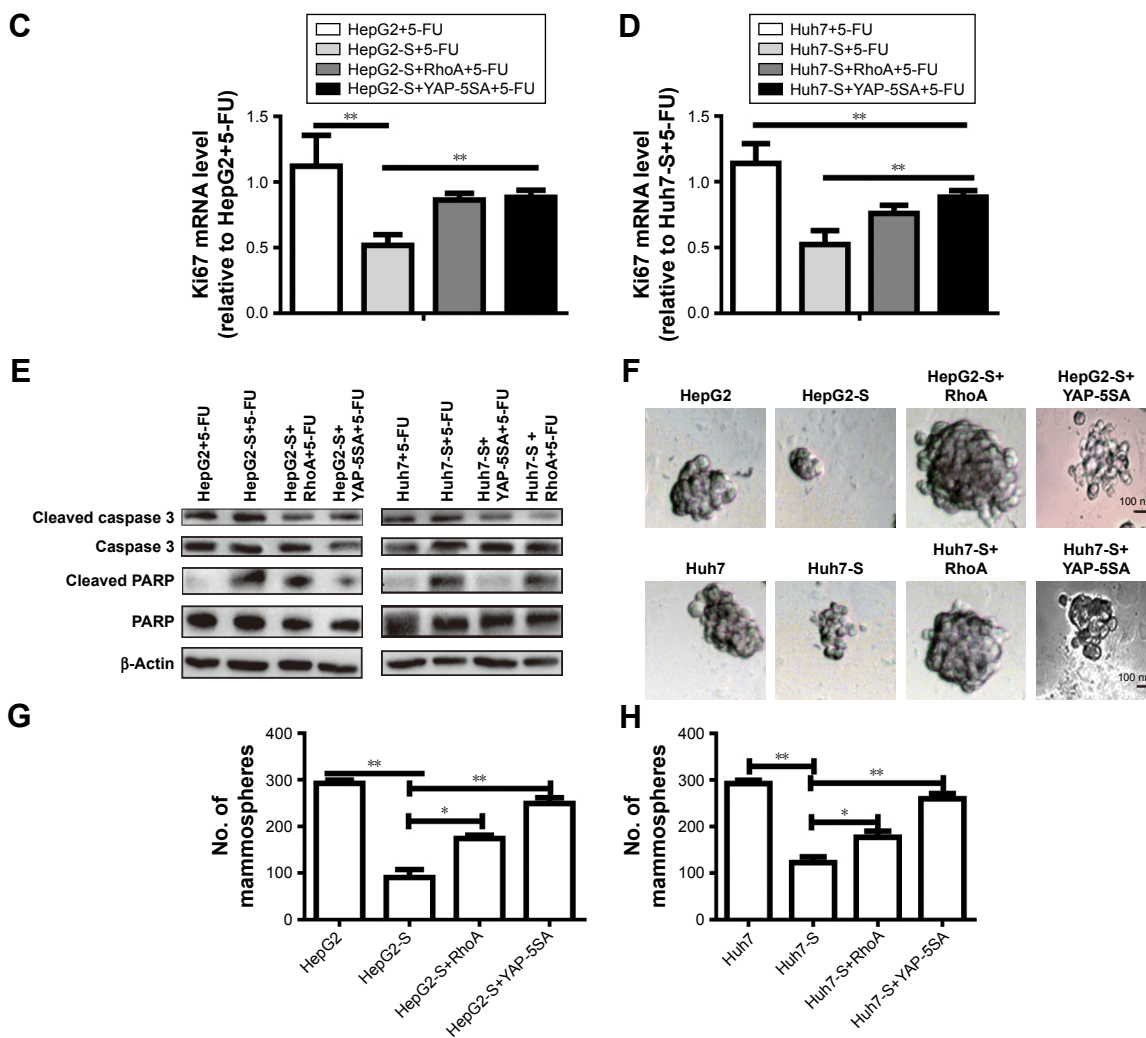 C
HepG2+5-FU
HepG2-S+5-FU
HepG2-S+RhoA+5-FU
HepG2-S+YAP-5SA+5-FU
Ki67 mRNA level
(relative to HepG2+5-FU)
1.5
1.0
0.5
0.0
**
**
D
Huh7+5-FU
Huh7-S+5-FU
Huh7-S+RhoA+5-FU
Huh7-S+YAP-5SA+5-FU
Ki67 mRNA level
(relative to Huh7-S+5-FU)
1.5
1.0
0.5
0.0
**
**
E
HepG2+5-FU
HepG2-S+5-FU
HepG2-S+
RhoA+5-FU
HepG2-S+
YAP-5SA+5-FU
Huh7+5-FU
Huh7-S+5-FU
Huh7-S+
YAP-5SA+5-FU
Huh7-S +
RhoA+5-FU
Cleaved caspase 3
Caspase 3
Cleaved PARP
PARP
β-Actin
F
HepG2
HepG2-S
HepG2-S+
RhoA
HepG2-S+
YAP-5SA
100
Huh7
Huh7-S
Huh7-S+
RhoA
Huh7-S+
YAP-5SA
100
G
No. of
mammospheres
400
300
200
100
0
**
**
*
HepG2
HepG2-S
HepG2-S+RhoA
HepG2-S+YAP-5SA
H
No. of
mammospheres
400
300
200
100
0
**
**
*
Huh7
Huh7-S
Huh7-S+RhoA
Huh7-S+YAP-5SA